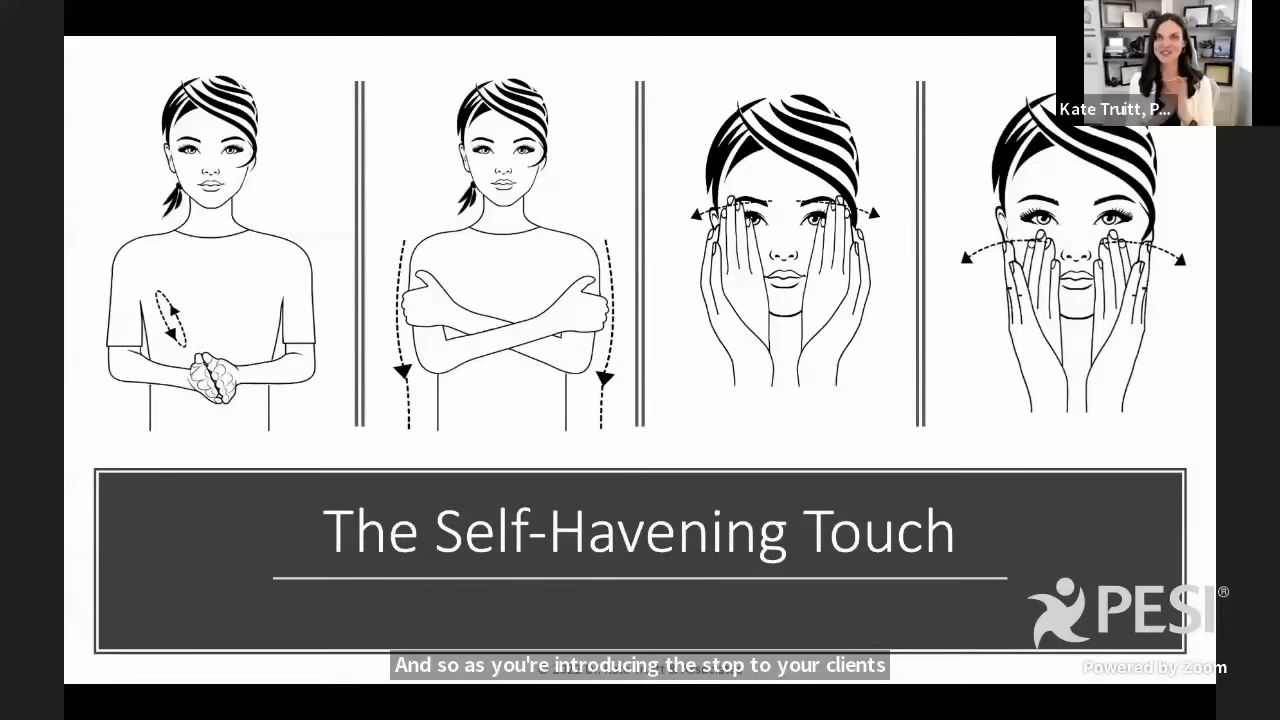 Kate Truitt, P...
The Self-Havening Touch
PESI®
And so as you're introducing the stop to your clients
Powered by Zoom